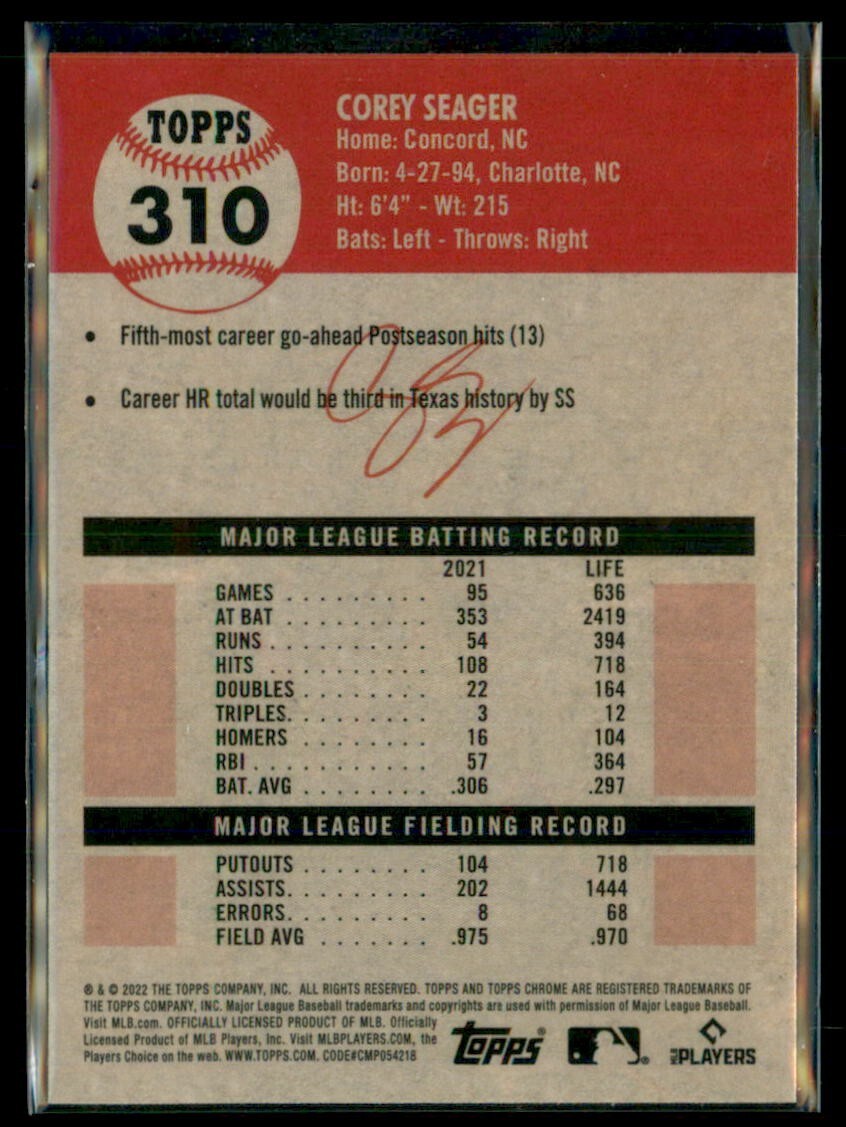 TOPPS
310
COREY SEAGER
Home: Concord, NC
Born: 4-27-94, Charlotte, NC
Ht: 6'4" - Wt: 215
Bats: Left - Throws: Right
• Fifth-most career go-ahead Postseason hits (13)
• Career HR total would be third in Texas history by SS
MAJOR LEAGUE BATTING RECORD
2021 LIFE
GAMES . . . . . . . . . 95 636
AT BAT . . . . . . . . . 353 2419
RUNS . . . . . . . . . . 54 394
HITS . . . . . . . . . . 108 718
DOUBLES . . . . . . . . 22 164
TRIPLES. . . . . . . . . 3 12
HOMERS . . . . . . . . 16 104
RBI . . . . . . . . . . . 57 364
BAT. AVG . . . . . . . . .306 .297
MAJOR LEAGUE FIELDING RECORD
PUTOUTS . . . . . . . . 104 718
ASSISTS. . . . . . . . . 202 1444
ERRORS. . . . . . . . . 8 68
FIELD AVG . . . . . . . .975 .970
® & © 2022 THE TOPPS COMPANY, INC. ALL RIGHTS RESERVED. TOPPS AND TOPPS CHROME ARE REGISTERED TRADEMARKS OF
THE TOPPS COMPANY, INC. Major League Baseball trademarks and copyrights are used with permission of Major League Baseball.
Visit MLB.com. OFFICIALLY LICENSED PRODUCT OF MLB. Officially
Licensed Product of MLB Players, Inc. Visit MLBPLAYERS.COM, the
Players Choice on the web. WWW.TOPPS.COM. CODE#CMP054218
Topps®
MLB PLAYERS